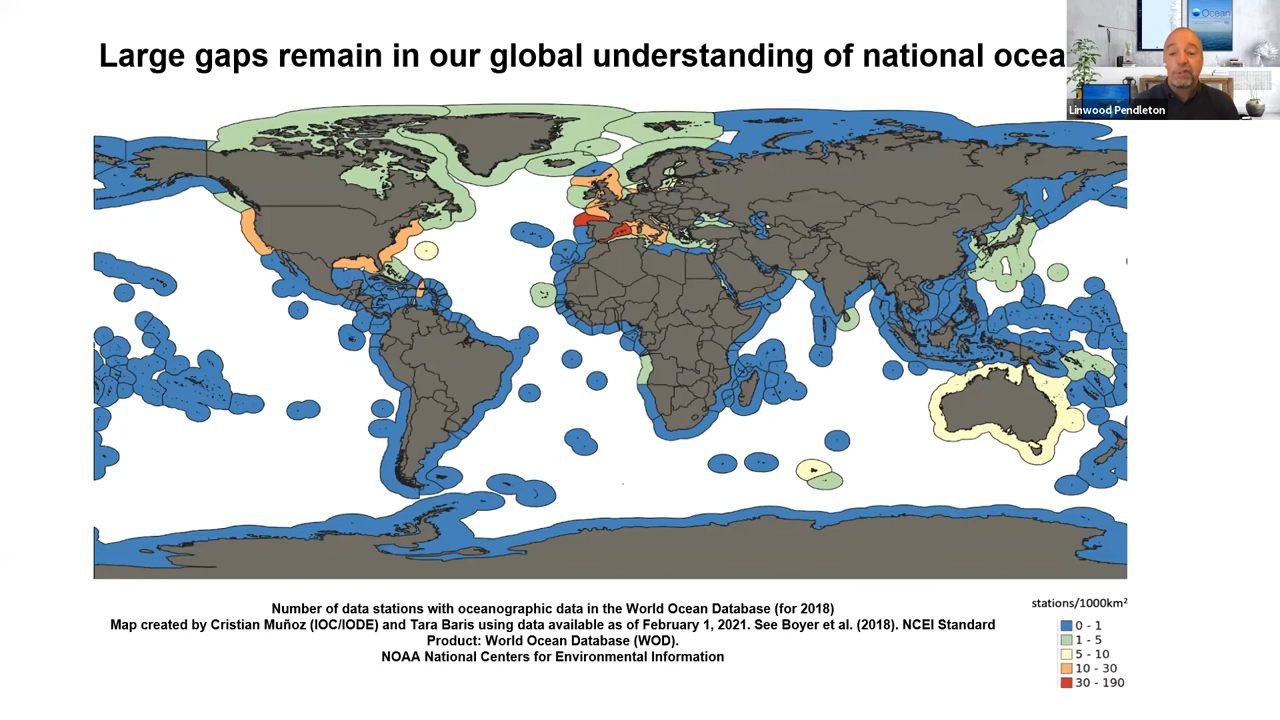 Large gaps remain in our global understanding of national ocea
Ocean
Linwood Pendleton
Number of data stations with oceanographic data in the World Ocean Database (for 2018)
Map created by Cristian Muñoz (IOC/IODE) and Tara Baris using data available as of February 1, 2021. See Boyer et al. (2018). NCEI Standard
Product: World Ocean Database (WOD).
NOAA National Centers for Environmental Information
stations/1000km²
0 - 1
1 - 5
5 - 10
10 - 30
30 - 190